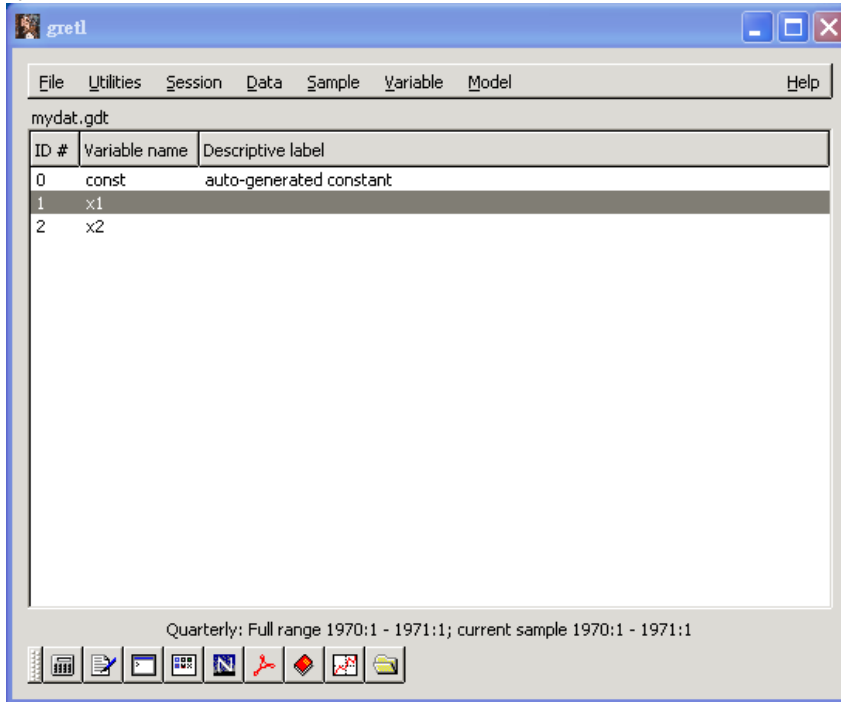 gretl
File Utilities Session Data Sample Variable Model Help
mydat.gdt
ID # Variable name Descriptive label
0 const auto-generated constant
1 x1
2 x2
Quarterly: Full range 1970:1 - 1971:1; current sample 1970:1 - 1971:1